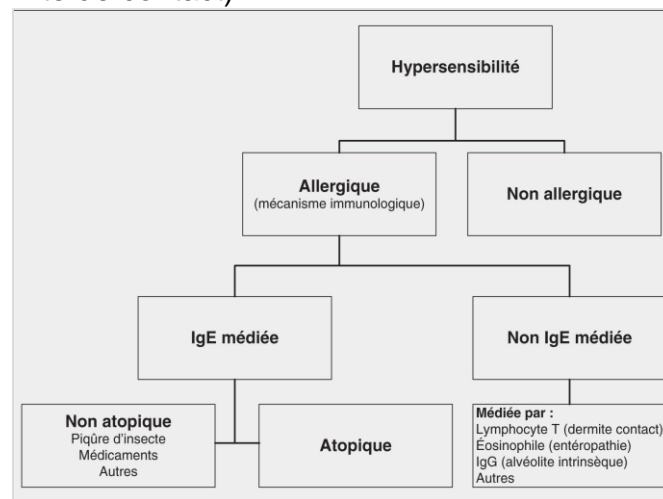 Hypersensibilité
Allergique
(mécanisme immunologique)
Non allergique
IgE médiée
Non IgE médiée
Non atopique
Piqûre d'insecte
Médicaments
Autres
Atopique
Médiée par :
Lymphocyte T (dermite contact)
Éosinophile (entéropathie)
IgG (alvéolite intrinsèque)
Autres